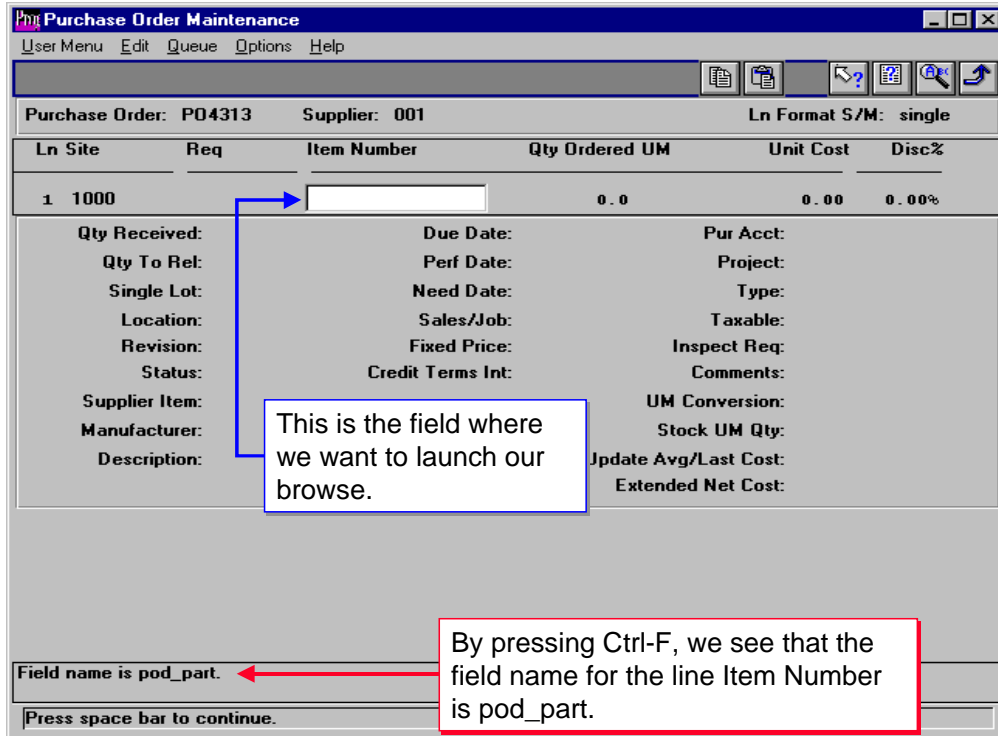 Purchase Order Maintenance
User Menu Edit Queue Options Help
Purchase Order: PO4313 Supplier: 001 Ln Format S/M: single
Ln Site Req Item Number Qty Ordered UM Unit Cost Disc%
1 1000 0.0 0.00 0.00%
Qty Received: Due Date: Pur Acct:
Qty To Rel: Perf Date: Project:
Single Lot: Need Date: Type:
Location: Sales/Job: Taxable:
Revision: Fixed Price: Inspect Req:
Status: Credit Terms Int: Comments:
Supplier Item: UM Conversion:
Manufacturer: Stock UM Qty:
Description: Update Avg/Last Cost:
Extended Net Cost:
This is the field where
we want to launch our
browse.
By pressing Ctrl-F, we see that the
field name for the line Item Number
is pod_part.
Field name is pod_part.
Press space bar to continue.